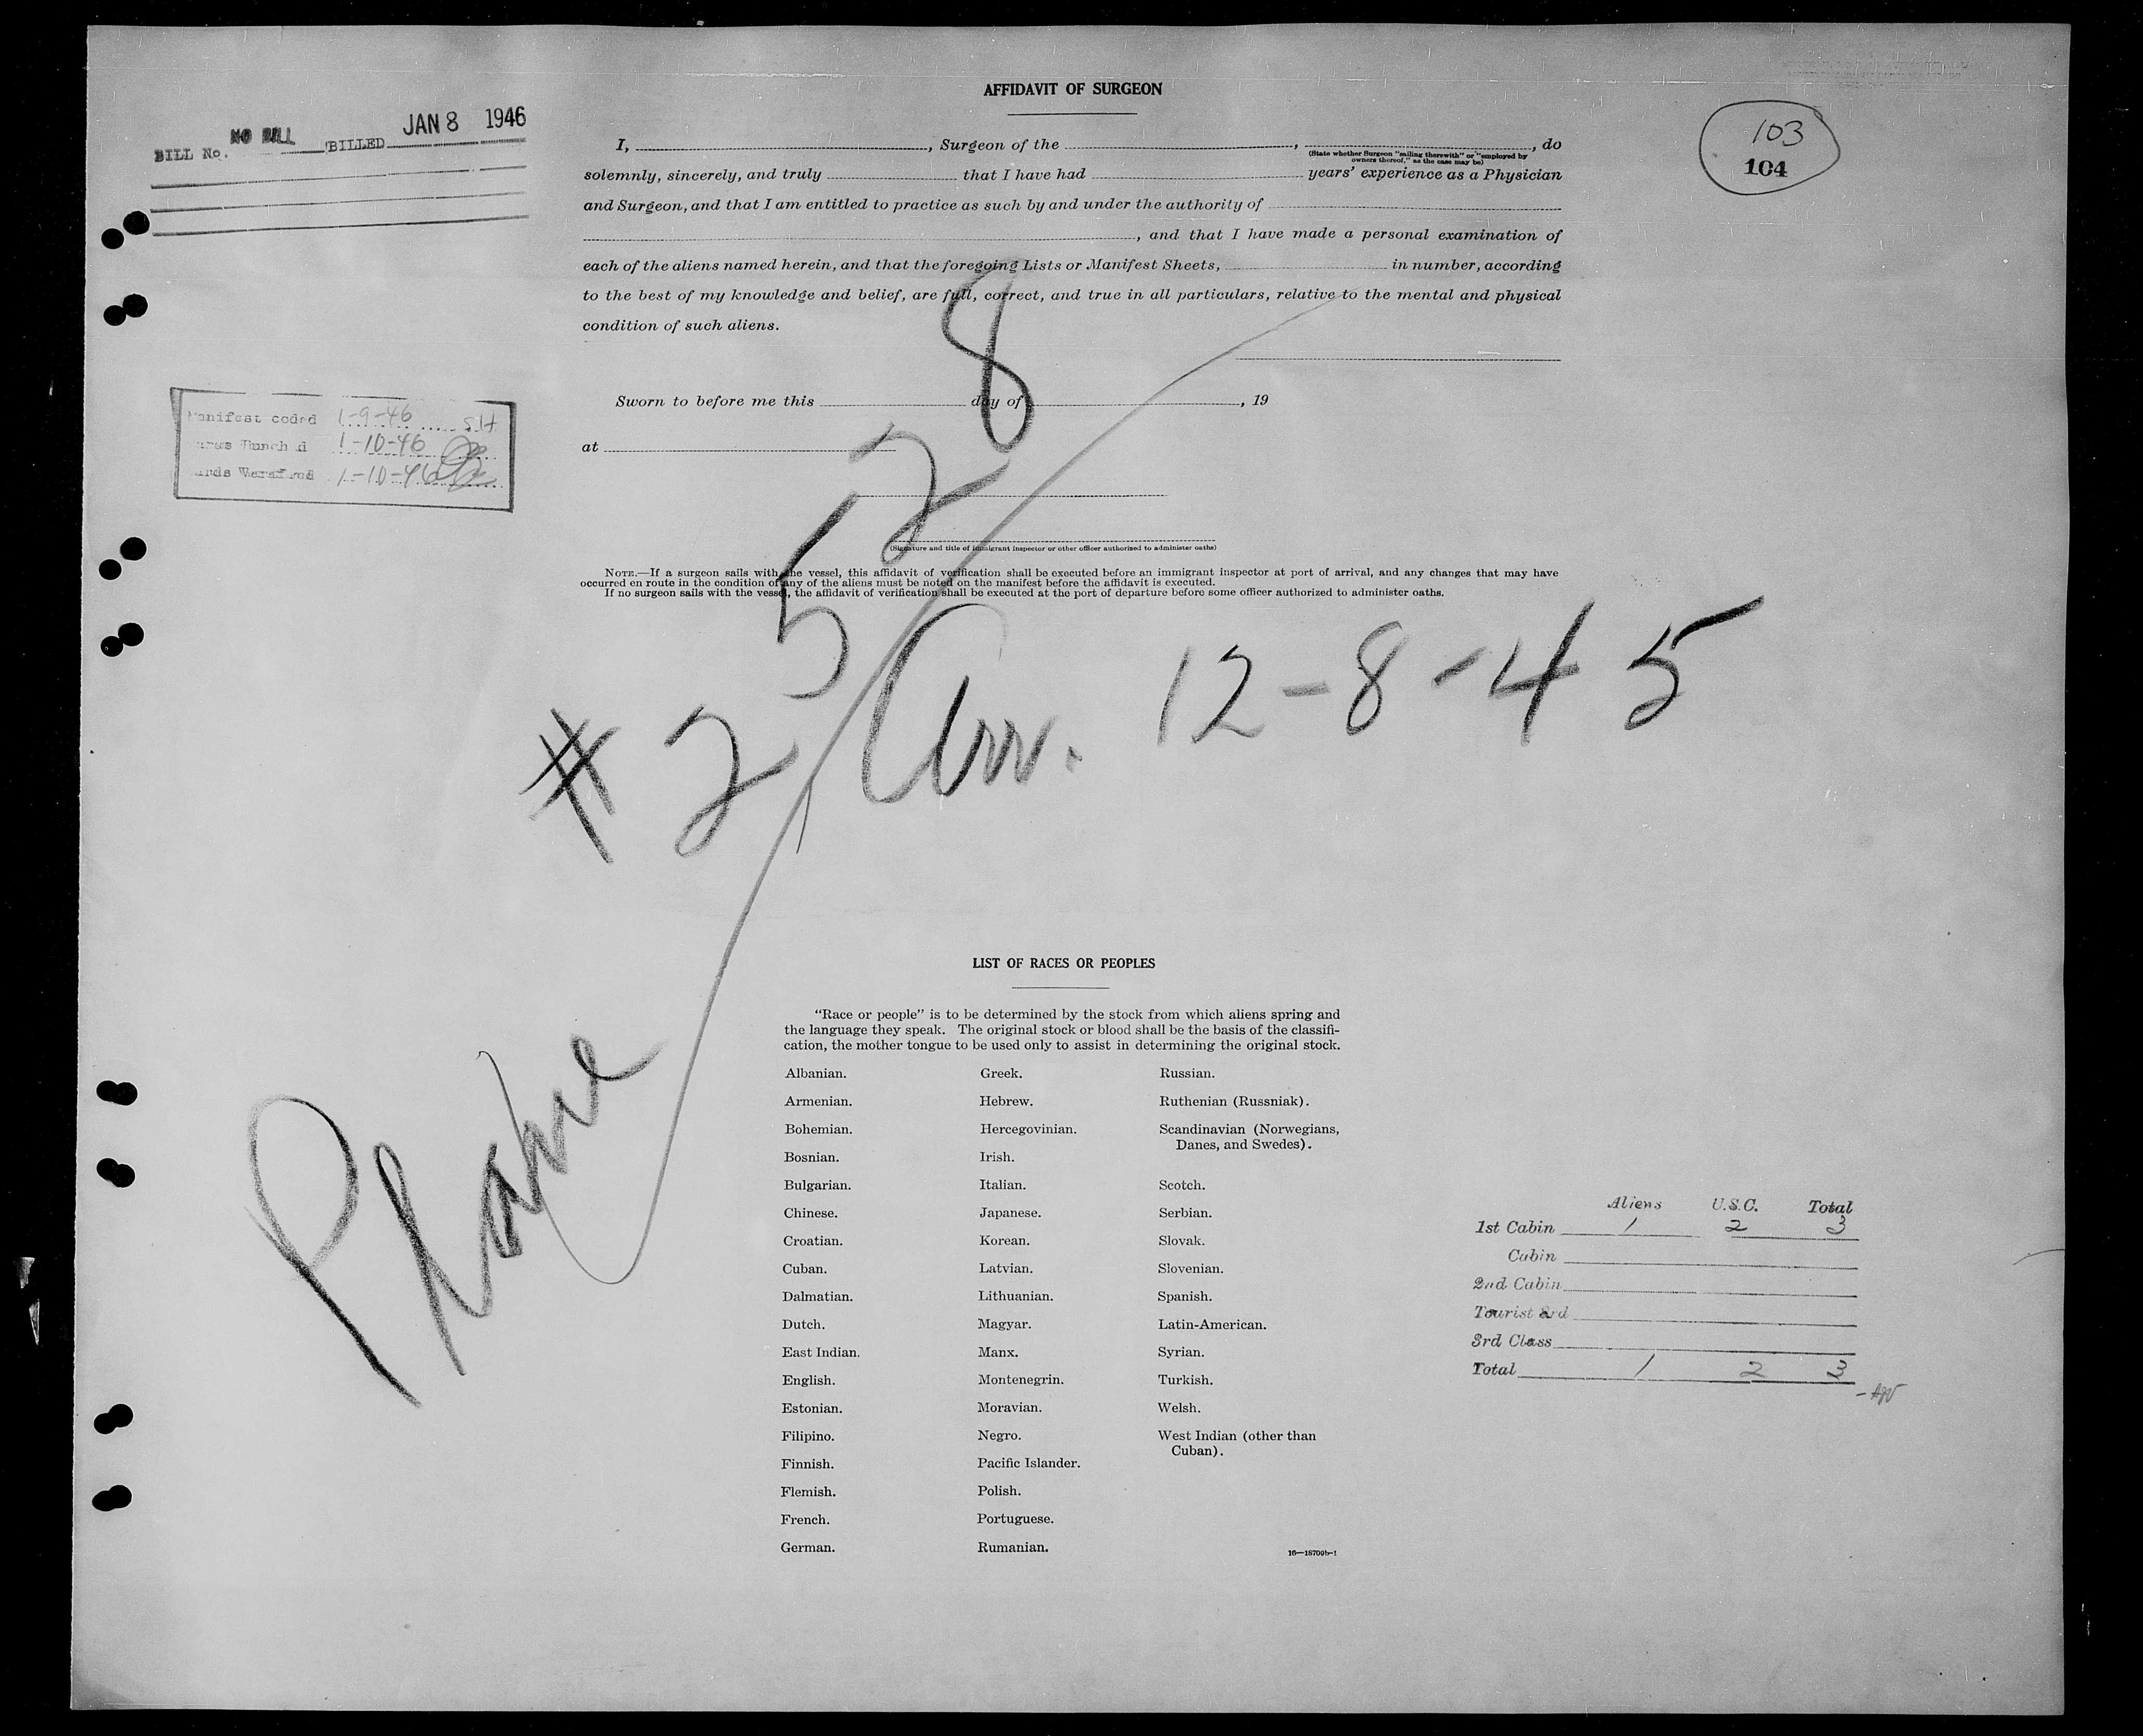 AFFIDAVIT OF SURGEON
BILL No. NO BILL BILLED JAN 8 1946
103
104
I, , Surgeon of the , , do
(State whether Surgeon "sailing therewith" or "employed by
owners thereof," as the case may be)
solemnly, sincerely, and truly that I have had years' experience as a Physician
and Surgeon, and that I am entitled to practice as such by and under the authority of
, and that I have made a personal examination of
each of the aliens named herein, and that the foregoing Lists or Manifest Sheets, in number, according
to the best of my knowledge and belief, are full, correct, and true in all particulars, relative to the mental and physical
condition of such aliens.
Sworn to before me this day of , 19
at
Manifest coded 1-9-46 SH
1-10-46
1-10-46
(Signature and title of immigrant inspector or other officer authorized to administer oaths)
NOTE.—If a surgeon sails with the vessel, this affidavit of verification shall be executed before an immigrant inspector at port of arrival, and any changes that may have
occurred en route in the condition of any of the aliens must be noted on the manifest before the affidavit is executed.
If no surgeon sails with the vessel, the affidavit of verification shall be executed at the port of departure before some officer authorized to administer oaths.
# 2528
Arr. 12-8-45
Plane
LIST OF RACES OR PEOPLES
"Race or people" is to be determined by the stock from which aliens spring and
the language they speak. The original stock or blood shall be the basis of the classifi-
cation, the mother tongue to be used only to assist in determining the original stock.
Albanian. Greek. Russian.
Armenian. Hebrew. Ruthenian (Russniak).
Bohemian. Hercegovinian. Scandinavian (Norwegians,
Danes, and Swedes).
Bosnian. Irish.
Bulgarian. Italian. Scotch.
Chinese. Japanese. Serbian.
Croatian. Korean. Slovak.
Cuban. Latvian. Slovenian.
Dalmatian. Lithuanian. Spanish.
Dutch. Magyar. Latin-American.
East Indian. Manx. Syrian.
English. Montenegrin. Turkish.
Estonian. Moravian. Welsh.
Filipino. Negro. West Indian (other than
Cuban).
Finnish. Pacific Islander.
Flemish. Polish.
French. Portuguese.
German. Rumanian.
16—18709b-1
Aliens U.S.C. Total
1st Cabin 1 2 3
Cabin
2nd Cabin
Tourist 3rd
3rd Class
Total 1 2 3